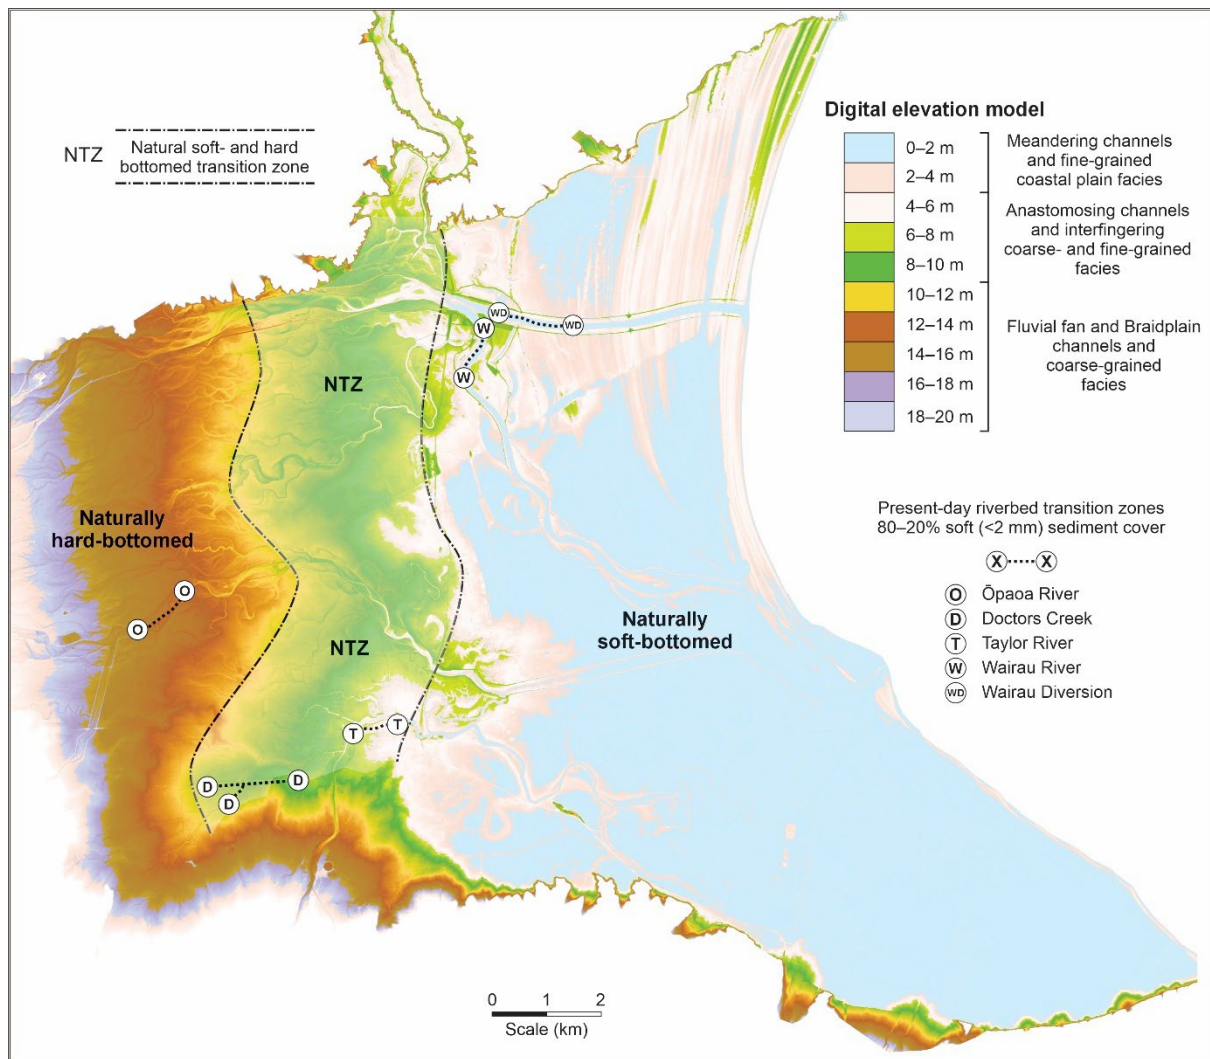 NTZ
Natural soft- and hard
bottomed transition zone
Digital elevation model
0–2 m
2–4 m
4–6 m
6–8 m
8–10 m
10–12 m
12–14 m
14–16 m
16–18 m
18–20 m
Meandering channels
and fine-grained
coastal plain facies
Anastomosing channels
and interfingering
coarse- and fine-grained
facies
Fluvial fan and Braidplain
channels and
coarse-grained
facies
WD
WD
W
W
NTZ
Naturally
hard-bottomed
O
O
NTZ
Naturally
soft-bottomed
T
T
D
D
D
Present-day riverbed transition zones
80–20% soft (<2 mm) sediment cover
X X
O Ōpaoa River
D Doctors Creek
T Taylor River
W Wairau River
WD Wairau Diversion
0 1 2
Scale (km)